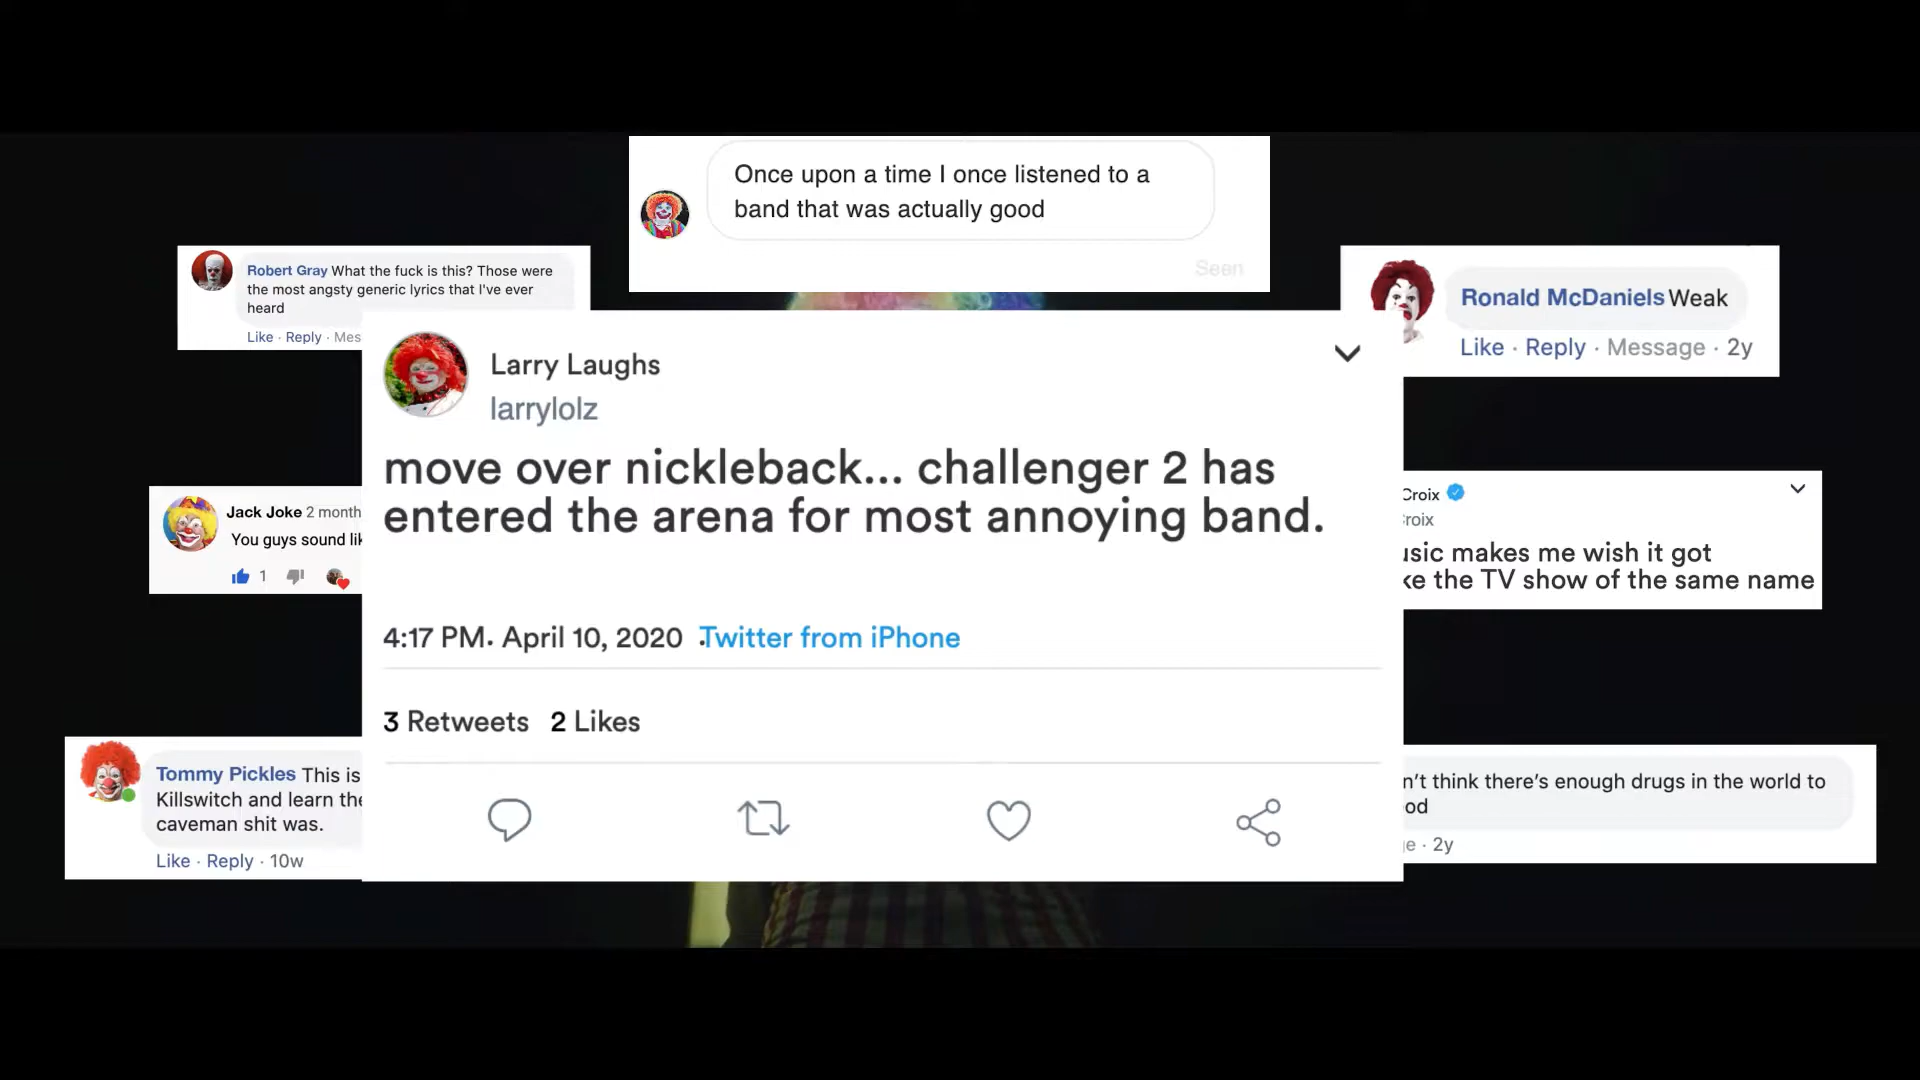 Once upon a time I once listened to a
band that was actually good
Seen
Robert Gray What the fuck is this? Those were
the most angsty generic lyrics that I've ever
heard
Like · Reply · Mes
Ronald McDaniels Weak
Like · Reply · Message · 2y
Larry Laughs
larrylolz
move over nickleback... challenger 2 has
entered the arena for most annoying band.
4:17 PM. April 10, 2020 .Twitter from iPhone
3 Retweets 2 Likes
Jack Joke 2 month
You guys sound lik
1
Croix
roix
usic makes me wish it got
ke the TV show of the same name
Tommy Pickles This is
Killswitch and learn the
caveman shit was.
Like · Reply · 10w
n't think there's enough drugs in the world to
od
e · 2y